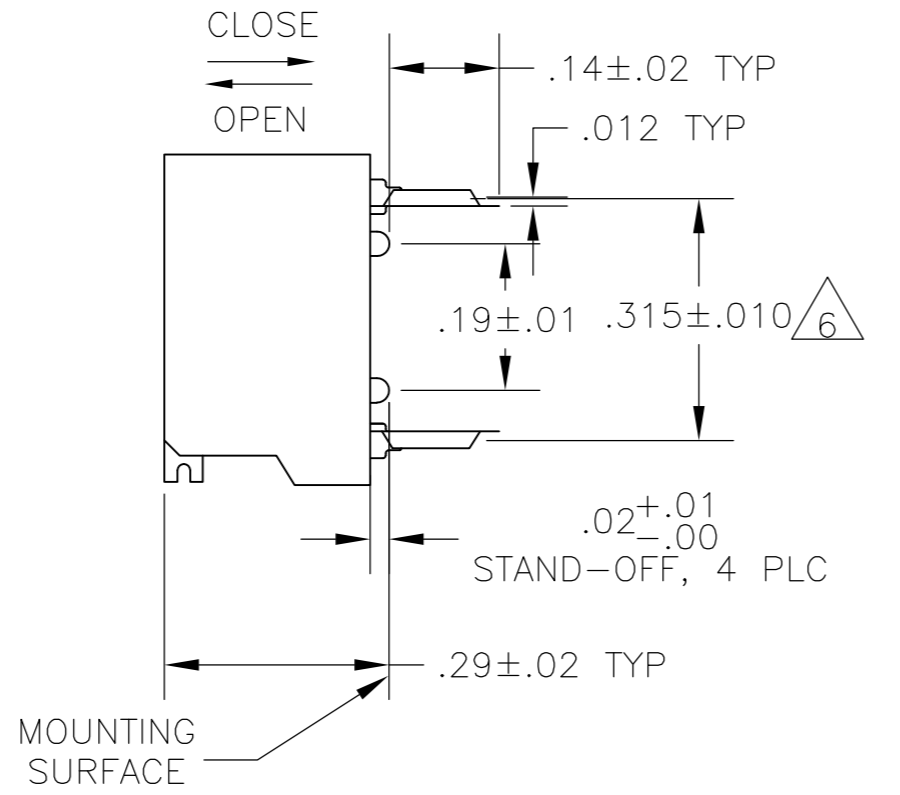 CLOSE
OPEN
.14±.02 TYP
.012 TYP
.19±.01
.315±.010
6
.02+.01
-.00
STAND-OFF, 4 PLC
.29±.02 TYP
MOUNTING
SURFACE